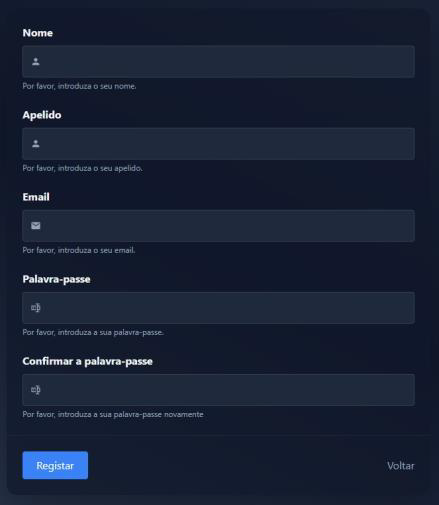 Nome
Por favor, introduza o seu nome.
Apelido
Por favor, introduza o seu apelido.
Email
Por favor, introduza o seu email.
Palavra-passe
Por favor, introduza a sua palavra-passe.
Confirmar a palavra-passe
Por favor, introduza a sua palavra-passe novamente
Registar
Voltar